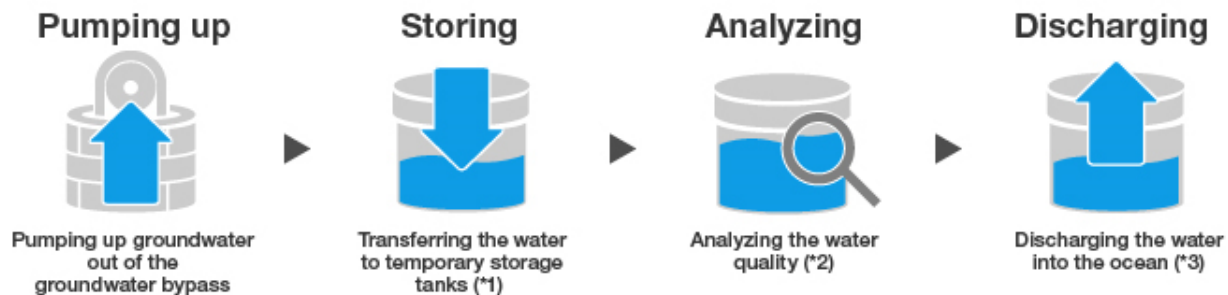 Pumping up
Storing
Analyzing
Discharging
Pumping up groundwater
out of the
groundwater bypass
Transferring the water
to temporary storage
tanks (*1)
Analyzing the water
quality (*2)
Discharging the water
into the ocean (*3)